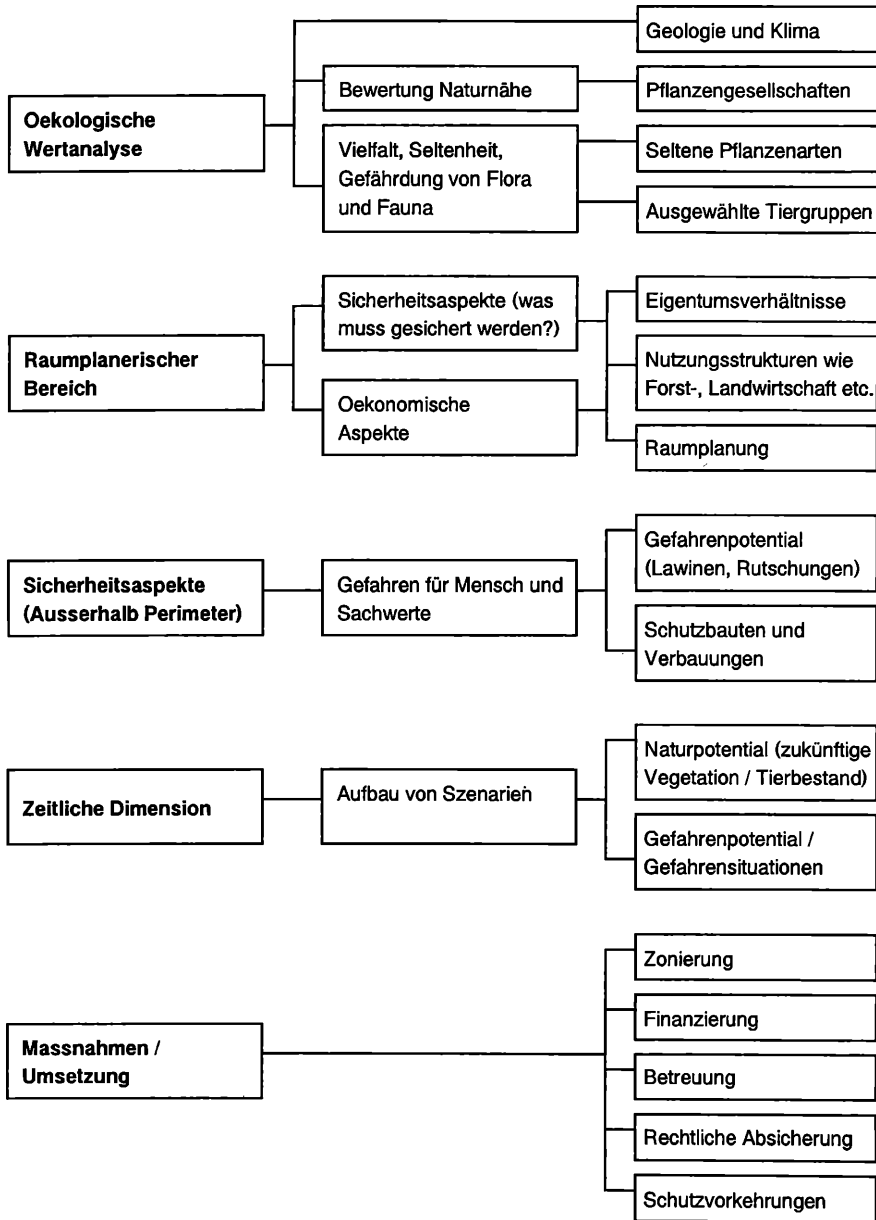 Geologie und Klima
Oekologische
Wertanalyse
Bewertung Naturnähe
Pflanzengesellschaften
Vielfalt, Seltenheit,
Gefährdung von Flora
und Fauna
Seltene Pflanzenarten
Ausgewählte Tiergruppen
Raumplanerischer
Bereich
Sicherheitsaspekte (was
muss gesichert werden?)
Oekonomische
Aspekte
Eigentumsverhältnisse
Nutzungsstrukturen wie
Forst-, Landwirtschaft etc.
Raumplanung
Sicherheitsaspekte
(Ausserhalb Perimeter)
Gefahren für Mensch und
Sachwerte
Gefahrenpotential
(Lawinen, Rutschungen)
Schutzbauten und
Verbauungen
Zeitliche Dimension
Aufbau von Szenarien
Naturpotential (zukünftige
Vegetation / Tierbestand)
Gefahrenpotential /
Gefahrensituationen
Massnahmen /
Umsetzung
Zonierung
Finanzierung
Betreuung
Rechtliche Absicherung
Schutzvorkehrungen